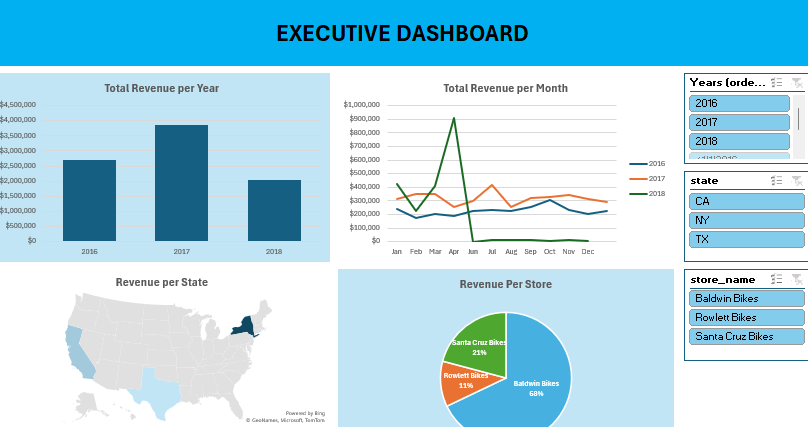 EXECUTIVE DASHBOARD
Total Revenue per Year
$4,500,000
$4,000,000
$3,500,000
$3,000,000
$2,500,000
$2,000,000
$1,500,000
$1,000,000
$500,000
$0
2016 2017 2018
Total Revenue per Month
$1,000,000
$900,000
$800,000
$700,000
$600,000
$500,000
$400,000
$300,000
$200,000
$100,000
$0
Jan Feb Mar Apr Jun Jul Aug Sep Oct Nov Dec
2016
2017
2018
Years (orde...
2016
2017
2018
state
CA
NY
TX
store_name
Baldwin Bikes
Rowlett Bikes
Santa Cruz Bikes
Revenue per State
Powered by Bing
© GeoNames, Microsoft, TomTom
Revenue Per Store
Santa Cruz Bikes
21%
Rowlett Bikes
11%
Baldwin Bikes
68%